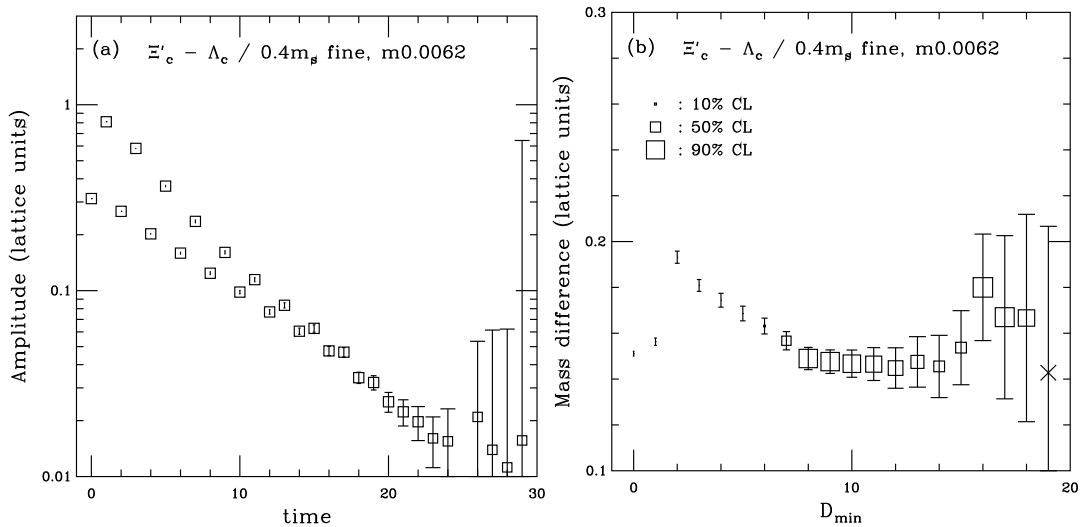 (a) Ξ′c − Λc / 0.4ms fine, m0.0062
Amplitude (lattice units)
1
0.1
0.01
0 10 20 30
time
(b) Ξ′c − Λc / 0.4ms fine, m0.0062
: 10% CL
: 50% CL
: 90% CL
Mass difference (lattice units)
0.3
0.2
0.1
0 10 20
Dmin